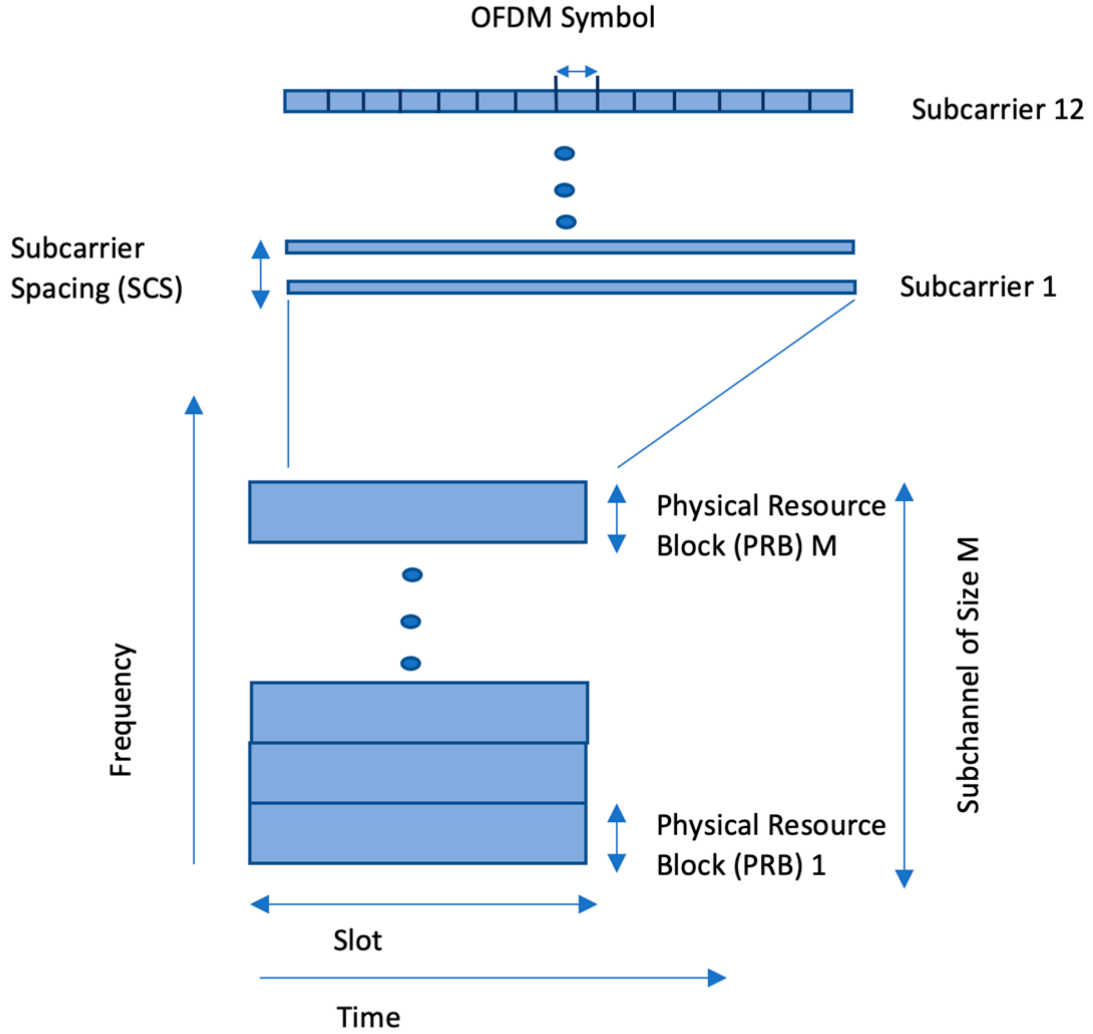 OFDM Symbol
Subcarrier 12
Subcarrier
Spacing (SCS)
Subcarrier 1
Physical Resource
Block (PRB) M
Subchannel of Size M
Frequency
Physical Resource
Block (PRB) 1
Slot
Time